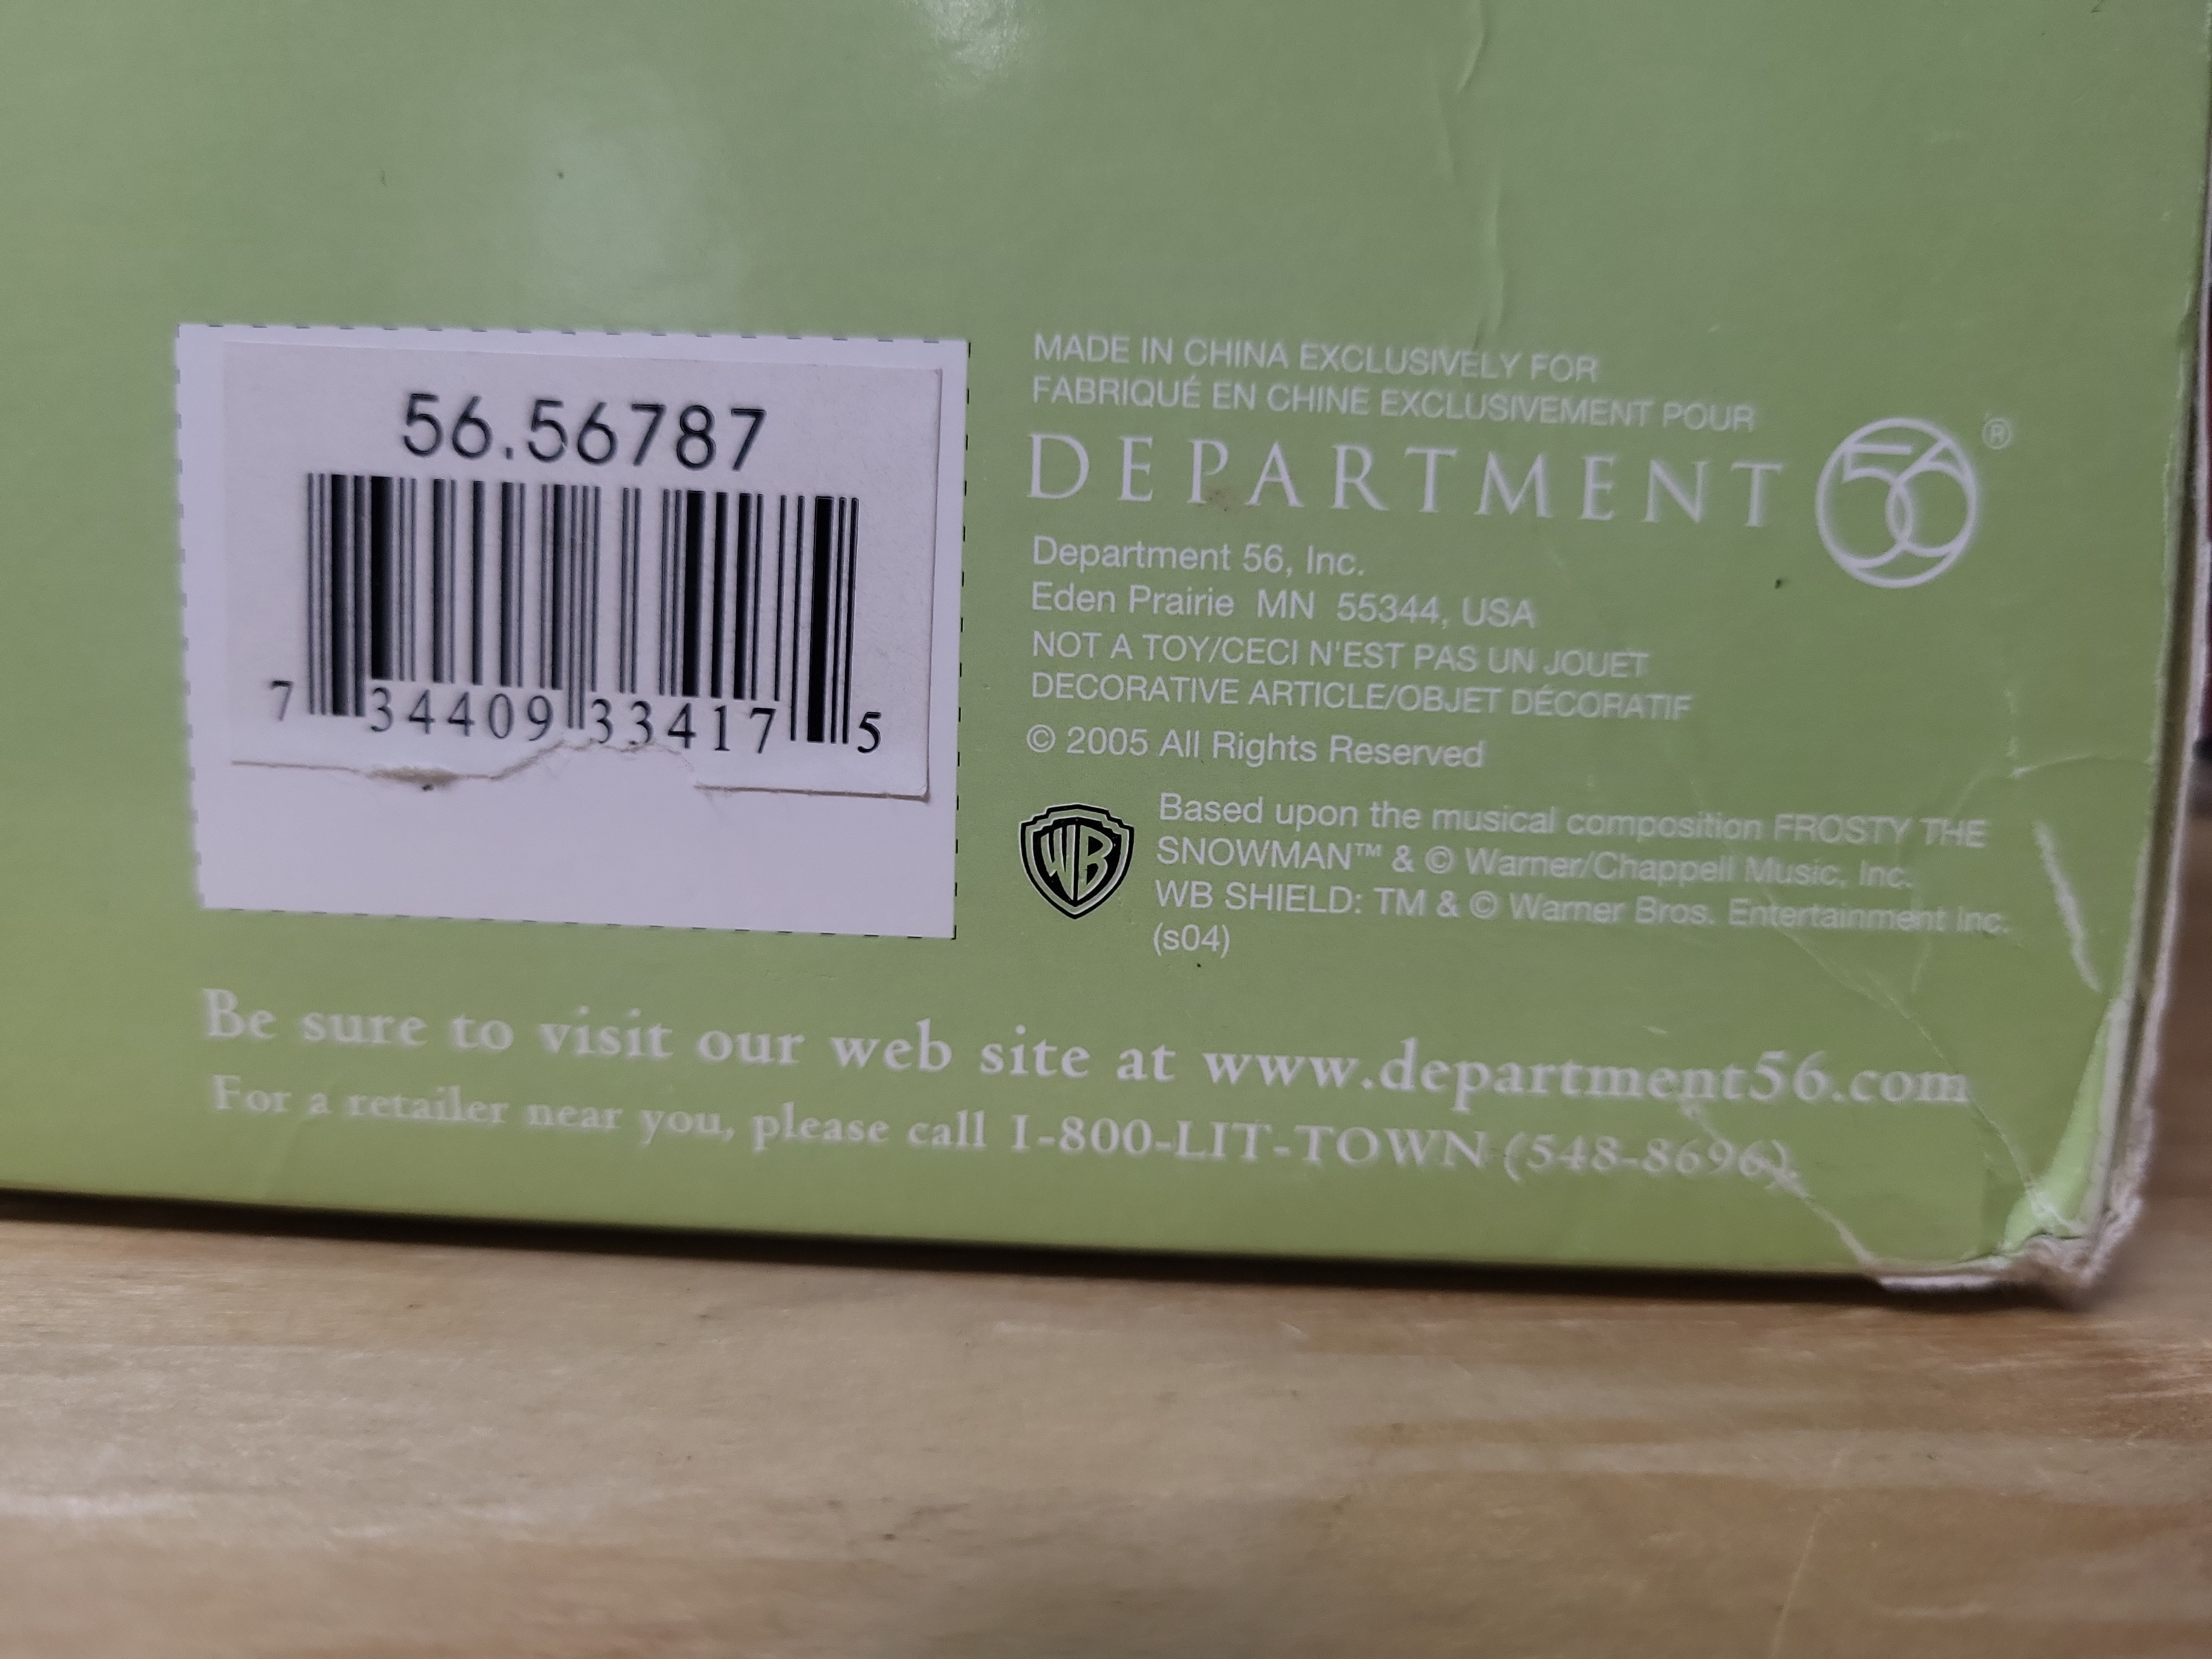 56.56787
7 34409 33417 5
MADE IN CHINA EXCLUSIVELY FOR
FABRIQUÉ EN CHINE EXCLUSIVEMENT POUR
DEPARTMENT 56 ®
Department 56, Inc.
Eden Prairie MN 55344, USA
NOT A TOY/CECI N'EST PAS UN JOUET
DECORATIVE ARTICLE/OBJET DÉCORATIF
© 2005 All Rights Reserved
WB
Based upon the musical composition FROSTY THE
SNOWMAN™ & © Warner/Chappell Music, Inc.
WB SHIELD: TM & © Warner Bros. Entertainment Inc.
(s04)
Be sure to visit our web site at www.department56.com
For a retailer near you, please call 1-800-LIT-TOWN (548-8696).